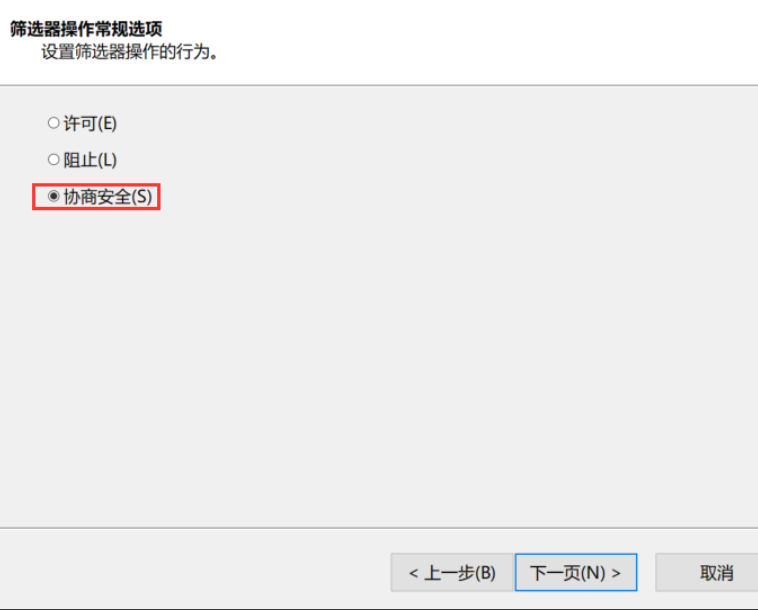 筛选器操作常规选项
设置筛选器操作的行为。
许可(E)
阻止(L)
协商安全(S)
< 上一步(B) 下一页(N) > 取消